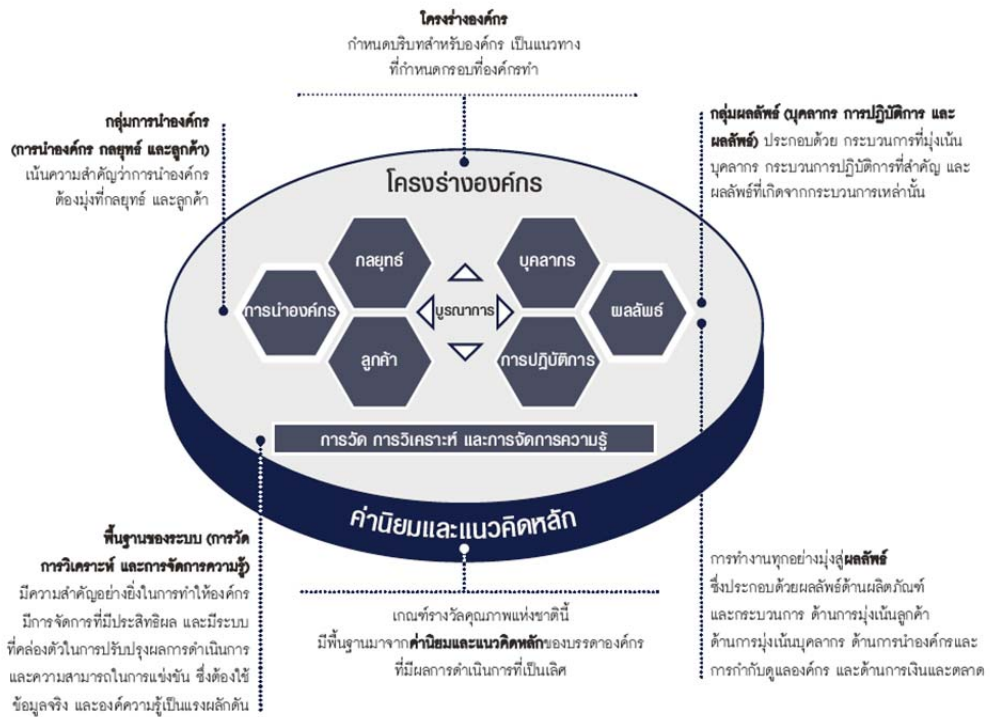 โครงร่างองค์กร
กำหนดบริบทสำหรับองค์กร เป็นแนวทาง
ที่กำหนดกรอบที่องค์กรทำ
กลุ่มการนำองค์กร
(การนำองค์กร กลยุทธ์ และลูกค้า)
เน้นความสำคัญว่าการนำองค์กร
ต้องมุ่งที่กลยุทธ์ และลูกค้า
กลุ่มผลลัพธ์ (บุคลากร การปฏิบัติการ และ
ผลลัพธ์) ประกอบด้วย กระบวนการที่มุ่งเน้น
บุคลากร กระบวนการปฏิบัติการที่สำคัญ และ
ผลลัพธ์ที่เกิดจากกระบวนการเหล่านั้น
โครงร่างองค์กร
กลยุทธ์
บุคลากร
การนำองค์กร
บูรณาการ
ผลลัพธ์
ลูกค้า
การปฏิบัติการ
การวัด การวิเคราะห์ และการจัดการความรู้
ค่านิยมและแนวคิดหลัก
พื้นฐานของระบบ (การวัด
การวิเคราะห์ และการจัดการความรู้)
มีความสำคัญอย่างยิ่งในการทำให้องค์กร
มีการจัดการที่มีประสิทธิผล และมีระบบ
ที่คล่องตัวในการปรับปรุงผลการดำเนินการ
และความสามารถในการแข่งขัน ซึ่งต้องใช้
ข้อมูลจริง และองค์ความรู้เป็นแรงผลักดัน
เกณฑ์รางวัลคุณภาพแห่งชาตินี้
มีพื้นฐานมาจากค่านิยมและแนวคิดหลักของบรรดาองค์กร
ที่มีผลการดำเนินการที่เป็นเลิศ
การทำงานทุกอย่างมุ่งสู่ผลลัพธ์
ซึ่งประกอบด้วยผลลัพธ์ด้านผลิตภัณฑ์
และกระบวนการ ด้านการมุ่งเน้นลูกค้า
ด้านการมุ่งเน้นบุคลากร ด้านการนำองค์กรและ
การกำกับดูแลองค์กร และด้านการเงินและตลาด